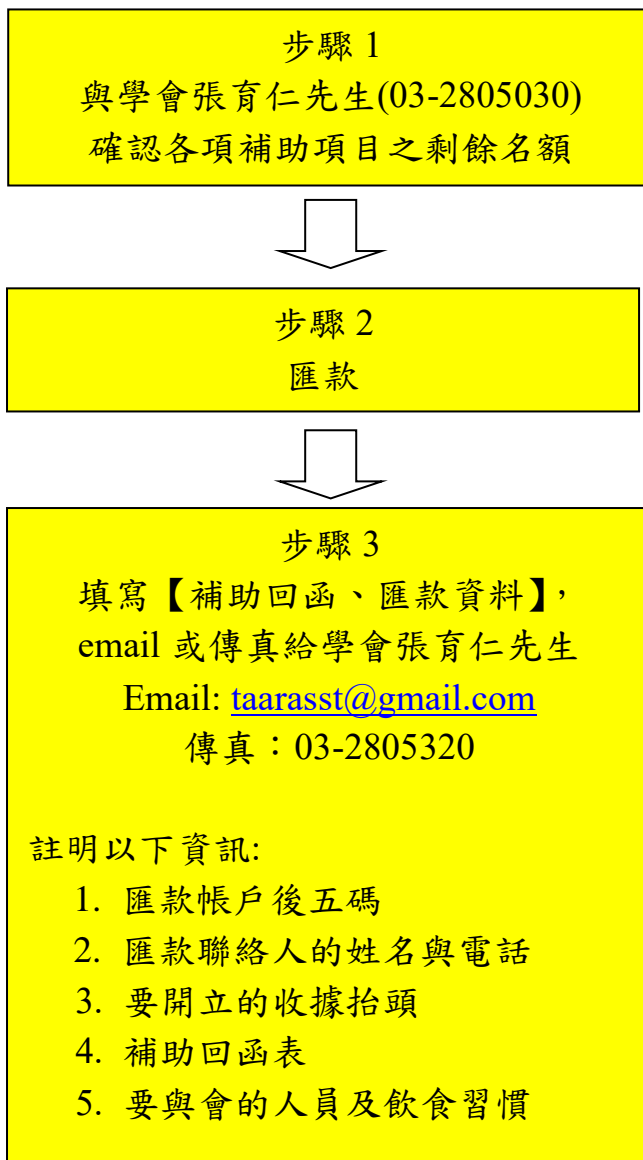 步驟 1
與學會張育仁先生(03-2805030)
確認各項補助項目之剩餘名額
步驟 2
匯款
步驟 3
填寫【補助回函、匯款資料】,
email 或傳真給學會張育仁先生
Email: taarasst@gmail.com
傳真：03-2805320
註明以下資訊:
1. 匯款帳戶後五碼
2. 匯款聯絡人的姓名與電話
3. 要開立的收據抬頭
4. 補助回函表
5. 要與會的人員及飲食習慣